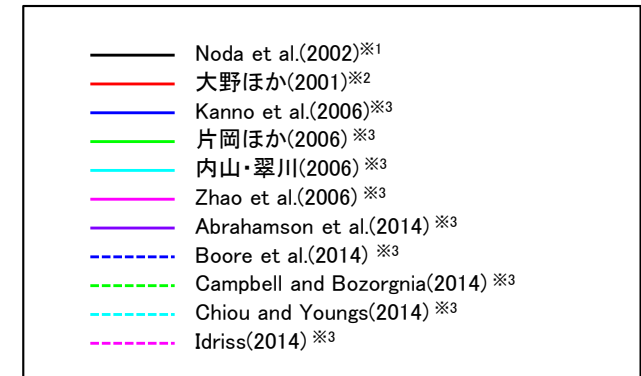 Noda et al.(2002)※1
大野ほか(2001)※2
Kanno et al.(2006)※3
片岡ほか(2006) ※3
内山・翠川(2006) ※3
Zhao et al.(2006) ※3
Abrahamson et al.(2014) ※3
Boore et al.(2014) ※3
Campbell and Bozorgnia(2014) ※3
Chiou and Youngs(2014) ※3
Idriss(2014) ※3